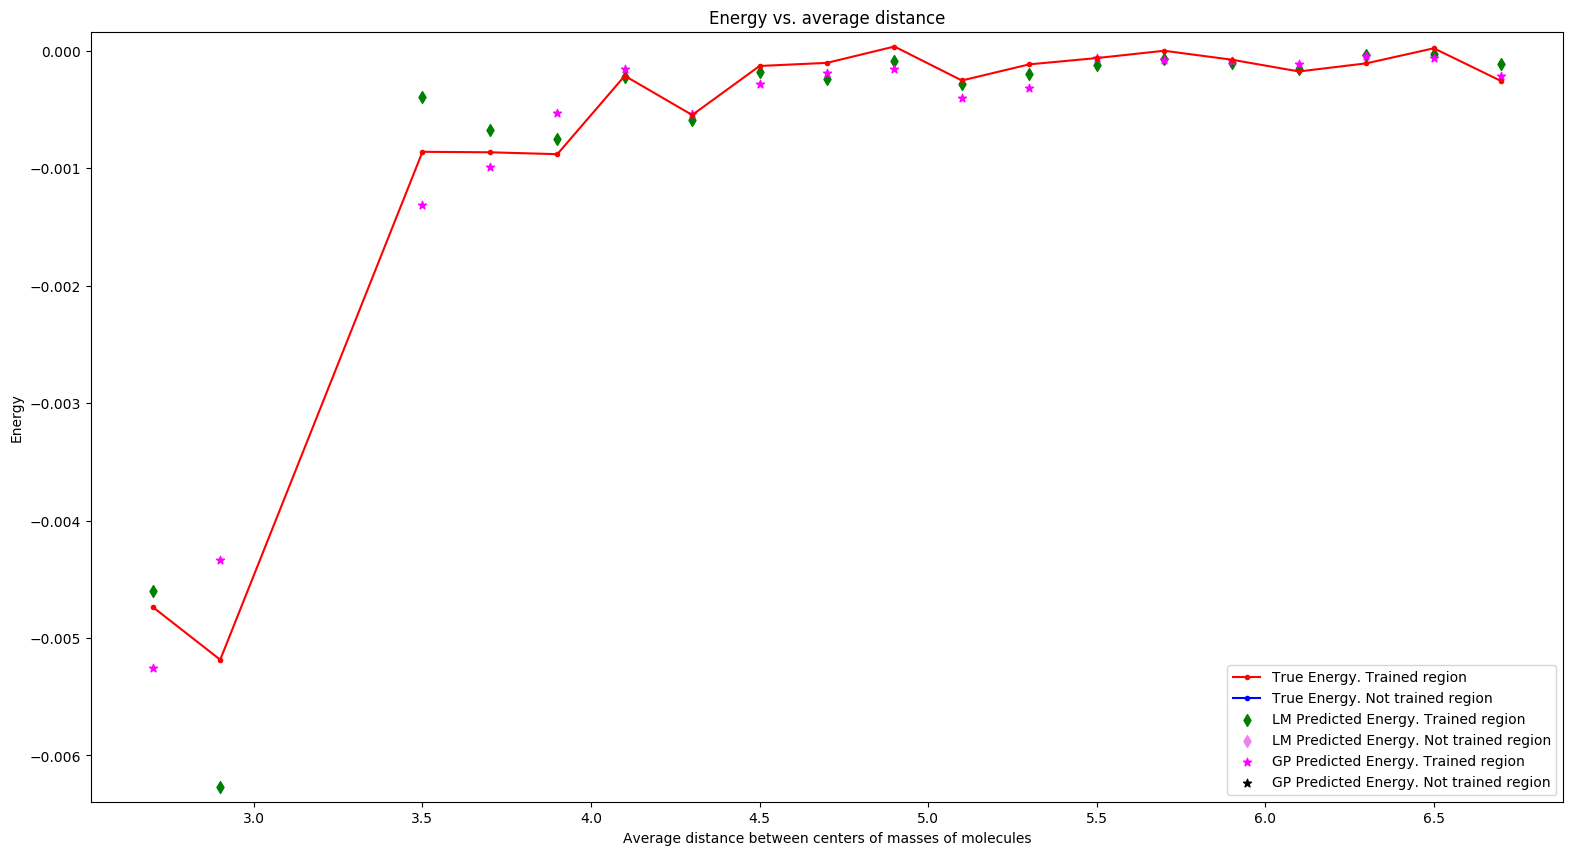 Energy vs. average distance
0.000
−0.001
−0.002
−0.003
−0.004
−0.005
−0.006
Energy
3.0 3.5 4.0 4.5 5.0 5.5 6.0 6.5
Average distance between centers of masses of molecules
True Energy. Trained region
True Energy. Not trained region
LM Predicted Energy. Trained region
LM Predicted Energy. Not trained region
GP Predicted Energy. Trained region
GP Predicted Energy. Not trained region